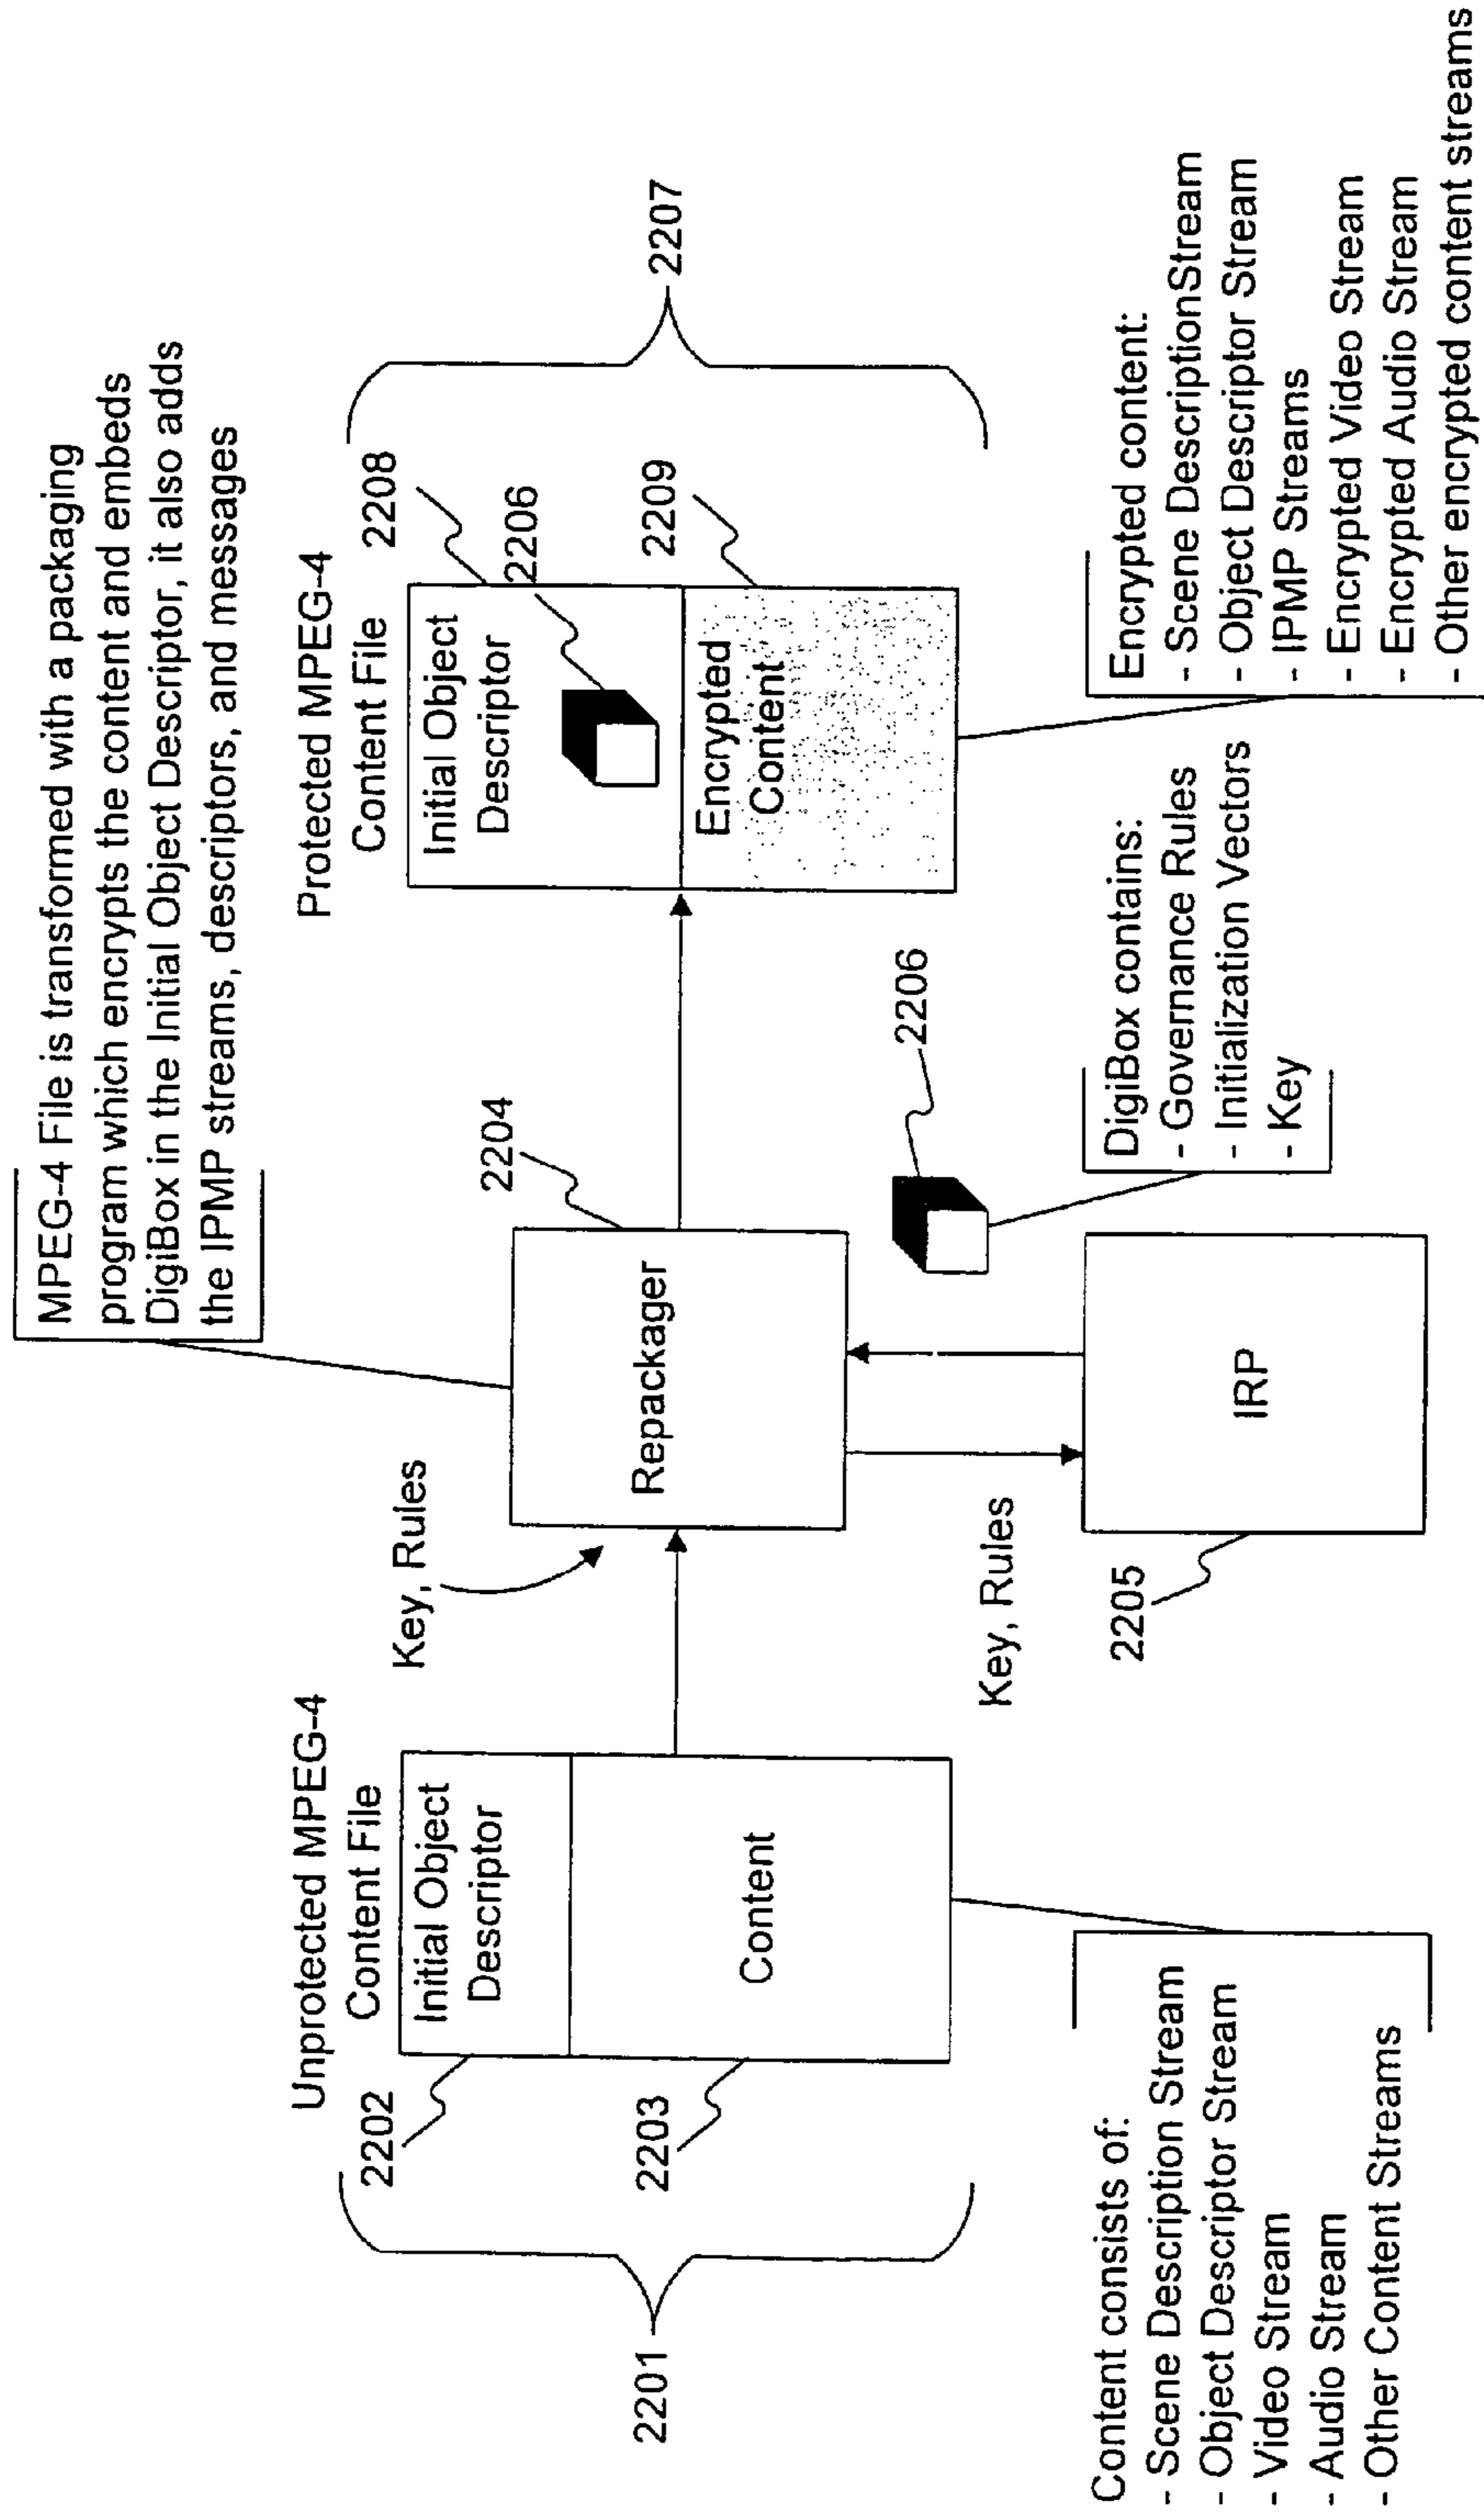 MPEG-4 File is transformed with a packaging
program which encrypts the content and embeds
DigiBox in the Initial Object Descriptor, it also adds
the IPMP streams, descriptors, and messages
Unprotected MPEG-4
Content File
2202
Initial Object
Descriptor
2201
2203
Content
Key, Rules
2204
Repackager
Protected MPEG-4
Content File
2208
Initial Object
Descriptor
2206
2207
Encrypted
Content
2209
Key, Rules
2206
2205
IRP
Content consists of:
- Scene Description Stream
- Object Descriptor Stream
- Video Stream
- Audio Stream
- Other Content Streams
DigiBox contains:
- Governance Rules
- Initialization Vectors
- Key
Encrypted content:
- Scene DescriptionStream
- Object Descriptor Stream
- IPMP Streams
- Encrypted Video Stream
- Encrypted Audio Stream
- Other encrypted content streams